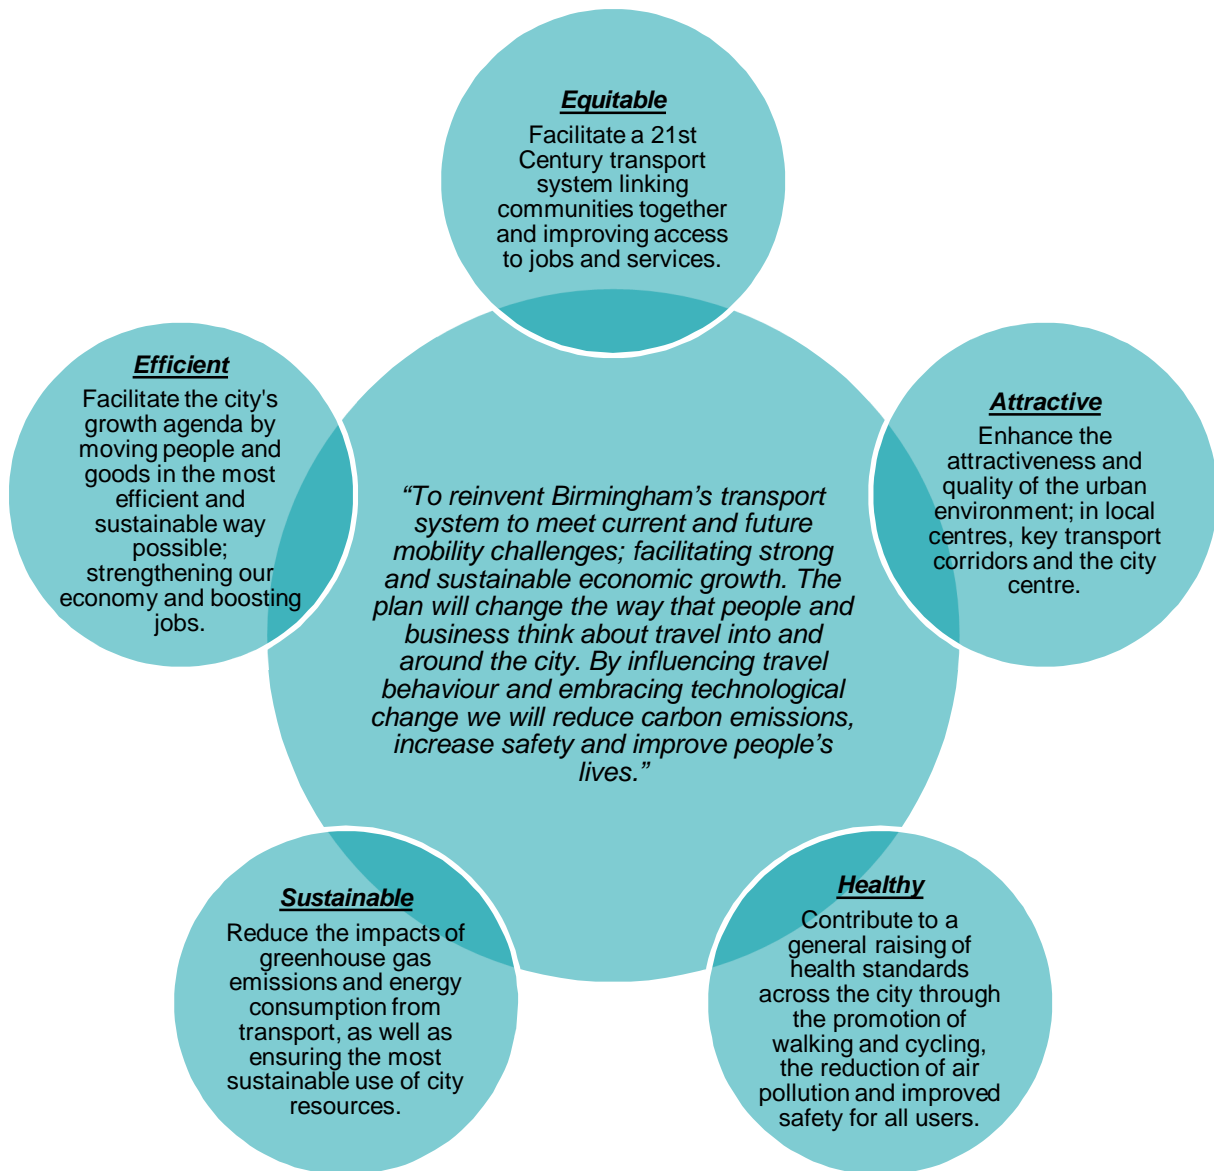 Equitable
Facilitate a 21st
Century transport
system linking
communities together
and improving access
to jobs and services.
Efficient
Facilitate the city's
growth agenda by
moving people and
goods in the most
efficient and
sustainable way
possible;
strengthening our
economy and boosting
jobs.
Attractive
Enhance the
attractiveness and
quality of the urban
environment; in local
centres, key transport
corridors and the city
centre.
“To reinvent Birmingham’s transport
system to meet current and future
mobility challenges; facilitating strong
and sustainable economic growth. The
plan will change the way that people and
business think about travel into and
around the city. By influencing travel
behaviour and embracing technological
change we will reduce carbon emissions,
increase safety and improve people’s
lives.”
Sustainable
Reduce the impacts of
greenhouse gas
emissions and energy
consumption from
transport, as well as
ensuring the most
sustainable use of city
resources.
Healthy
Contribute to a
general raising of
health standards
across the city through
the promotion of
walking and cycling,
the reduction of air
pollution and improved
safety for all users.